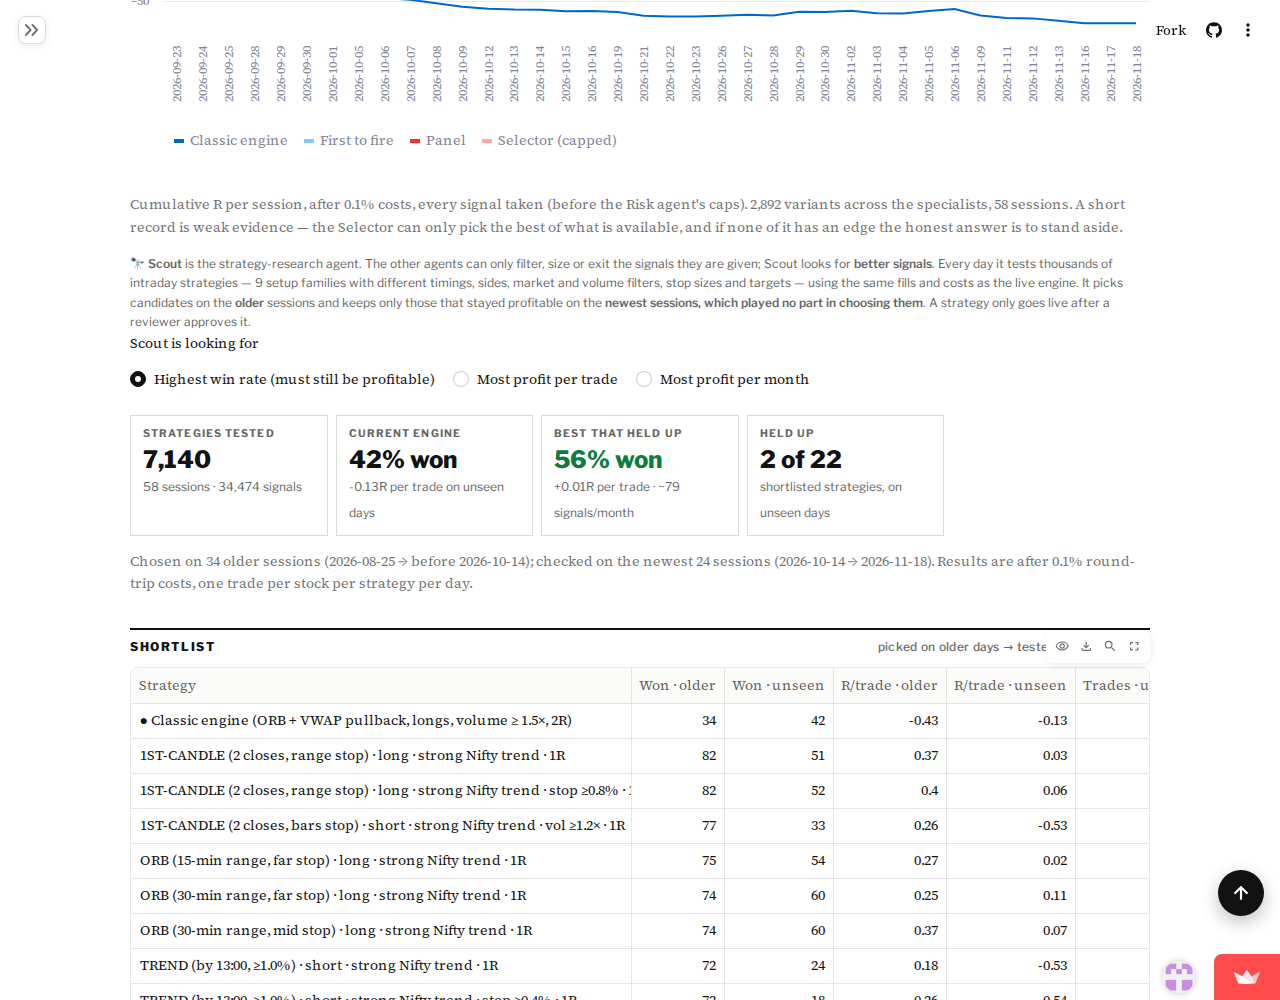 −50
2026-09-23 2026-09-24 2026-09-25 2026-09-28 2026-09-29 2026-09-30 2026-10-01 2026-10-05 2026-10-06 2026-10-07 2026-10-08 2026-10-09 2026-10-12 2026-10-13 2026-10-14 2026-10-15 2026-10-16 2026-10-19 2026-10-21 2026-10-22 2026-10-23 2026-10-26 2026-10-27 2026-10-28 2026-10-29 2026-10-30 2026-11-02 2026-11-03 2026-11-04 2026-11-05 2026-11-06 2026-11-09 2026-11-11 2026-11-12 2026-11-13 2026-11-16 2026-11-17 2026-11-18
Fork
Classic engine First to fire Panel Selector (capped)
Cumulative R per session, after 0.1% costs, every signal taken (before the Risk agent's caps). 2,892 variants across the specialists, 58 sessions. A short
record is weak evidence — the Selector can only pick the best of what is available, and if none of it has an edge the honest answer is to stand aside.
🔭 Scout is the strategy-research agent. The other agents can only filter, size or exit the signals they are given; Scout looks for better signals. Every day it tests thousands of
intraday strategies — 9 setup families with different timings, sides, market and volume filters, stop sizes and targets — using the same fills and costs as the live engine. It picks
candidates on the older sessions and keeps only those that stayed profitable on the newest sessions, which played no part in choosing them. A strategy only goes live after a
reviewer approves it.
Scout is looking for
Highest win rate (must still be profitable) Most profit per trade Most profit per month
STRATEGIES TESTED
7,140
58 sessions · 34,474 signals
CURRENT ENGINE
42% won
-0.13R per trade on unseen
days
BEST THAT HELD UP
56% won
+0.01R per trade · ~79
signals/month
HELD UP
2 of 22
shortlisted strategies, on
unseen days
Chosen on 34 older sessions (2026-08-25 → before 2026-10-14); checked on the newest 24 sessions (2026-10-14 → 2026-11-18). Results are after 0.1% round-
trip costs, one trade per stock per strategy per day.
SHORTLIST picked on older days → teste
Strategy Won · older Won · unseen R/trade · older R/trade · unseen Trades · u
● Classic engine (ORB + VWAP pullback, longs, volume ≥ 1.5×, 2R) 34 42 -0.43 -0.13
1ST-CANDLE (2 closes, range stop) · long · strong Nifty trend · 1R 82 51 0.37 0.03
1ST-CANDLE (2 closes, range stop) · long · strong Nifty trend · stop ≥0.8% · 1 82 52 0.4 0.06
1ST-CANDLE (2 closes, bars stop) · short · strong Nifty trend · vol ≥1.2× · 1R 77 33 0.26 -0.53
ORB (15-min range, far stop) · long · strong Nifty trend · 1R 75 54 0.27 0.02
ORB (30-min range, far stop) · long · strong Nifty trend · 1R 74 60 0.25 0.11
ORB (30-min range, mid stop) · long · strong Nifty trend · 1R 74 60 0.37 0.07
TREND (by 13:00, ≥1.0%) · short · strong Nifty trend · 1R 72 24 0.18 -0.53
TREND (by 13:00, ≥1.0%) · short · strong Nifty trend · stop ≥0.4% · 1R 72 18 0.26 -0.54